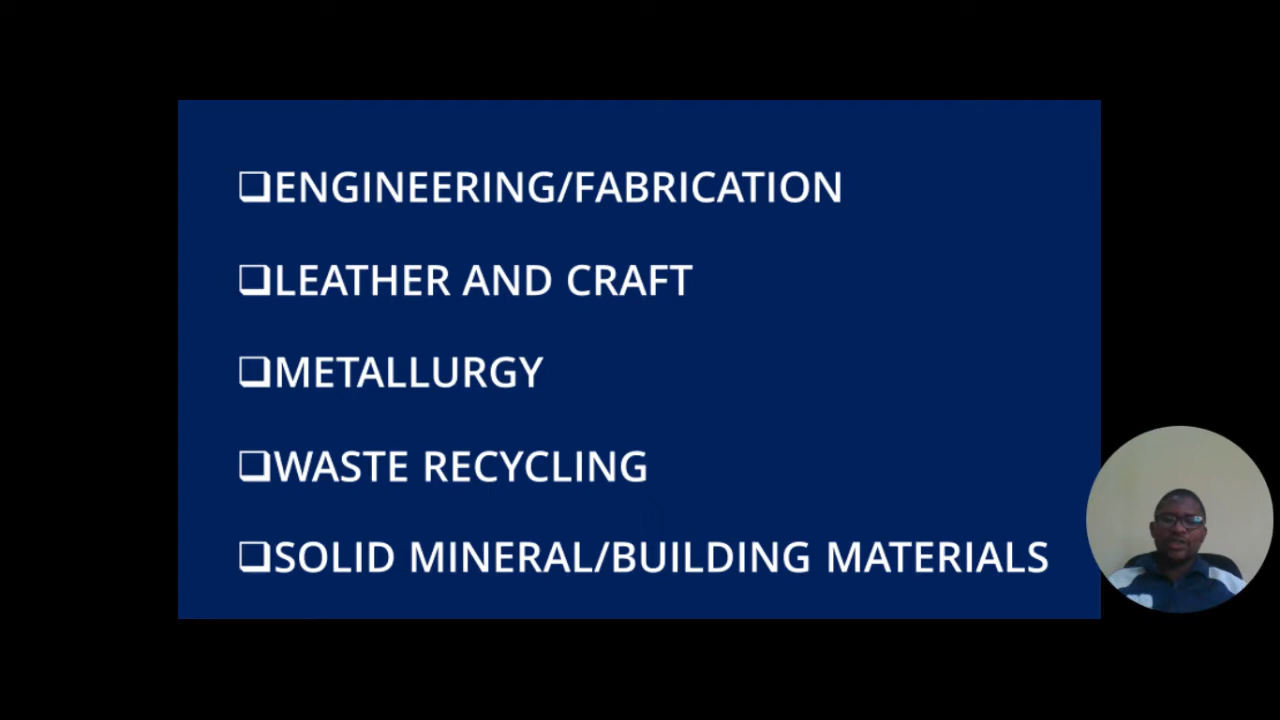 ❑ENGINEERING/FABRICATION
❑LEATHER AND CRAFT
❑METALLURGY
❑WASTE RECYCLING
❑SOLID MINERAL/BUILDING MATERIALS